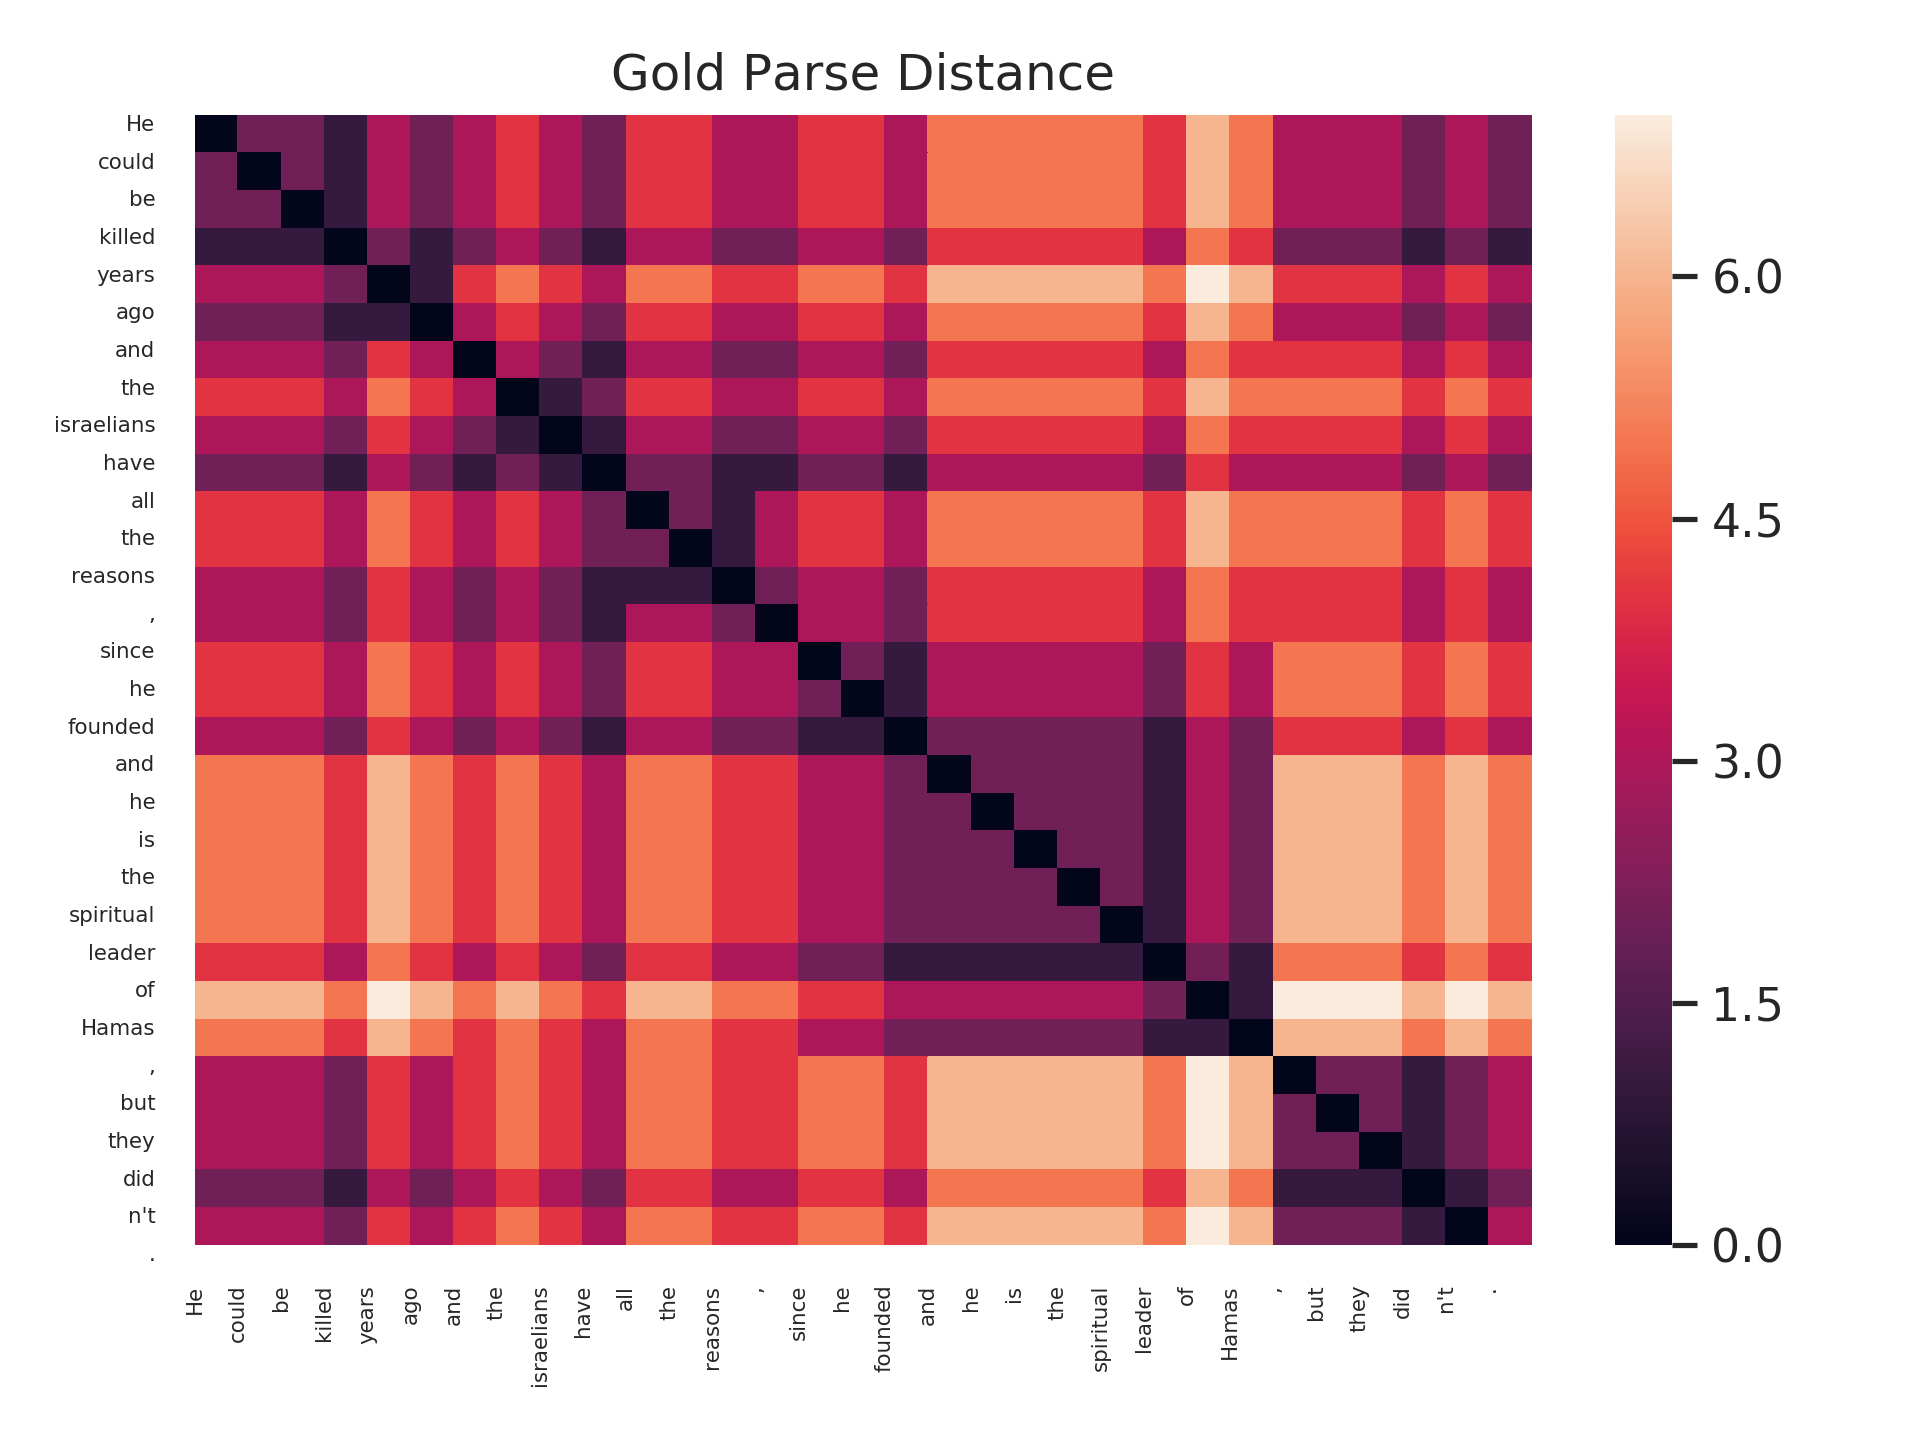 Gold Parse Distance
He
could
be
killed
years
ago
and
the
israelians
have
all
the
reasons
,
since
he
founded
and
he
is
the
spiritual
leader
of
Hamas
,
but
they
did
n't
.
He
could
be
killed
years
ago
and
the
israelians
have
all
the
reasons
,
since
he
founded
and
he
is
the
spiritual
leader
of
Hamas
,
but
they
did
n't
.
6.0
4.5
3.0
1.5
0.0